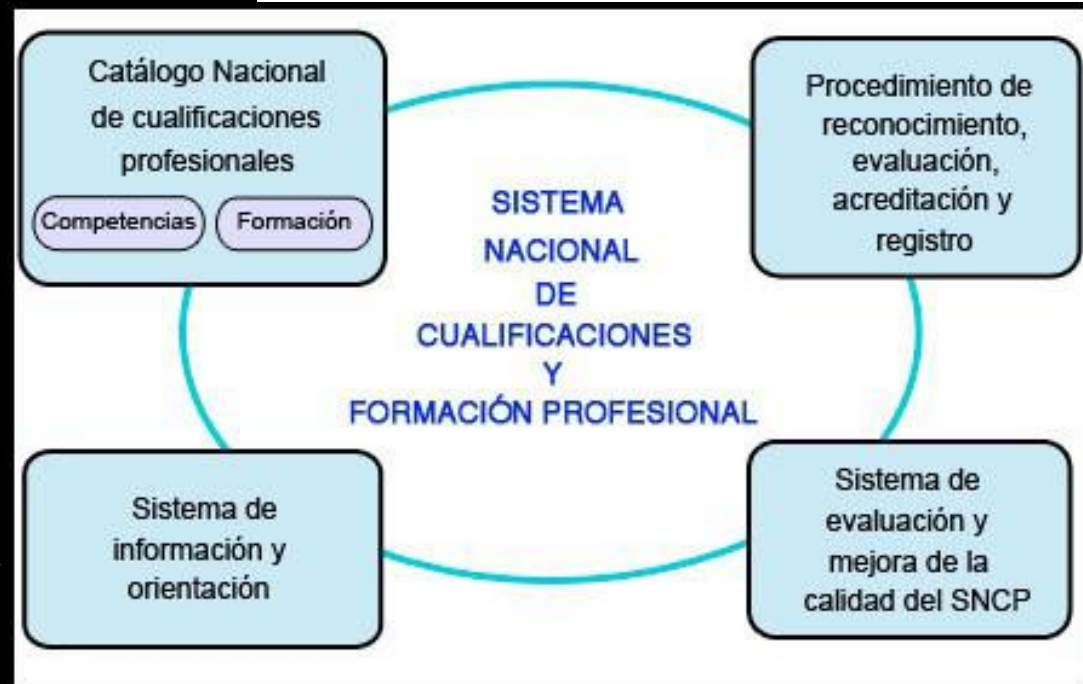 Catálogo Nacional
de cualificaciones
profesionales
Competencias
Formación
Procedimiento de
reconocimiento,
evaluación,
acreditación y
registro
SISTEMA
NACIONAL
DE
CUALIFICACIONES
Y
FORMACIÓN PROFESIONAL
Sistema de
información y
orientación
Sistema de
evaluación y
mejora de la
calidad del SNCP